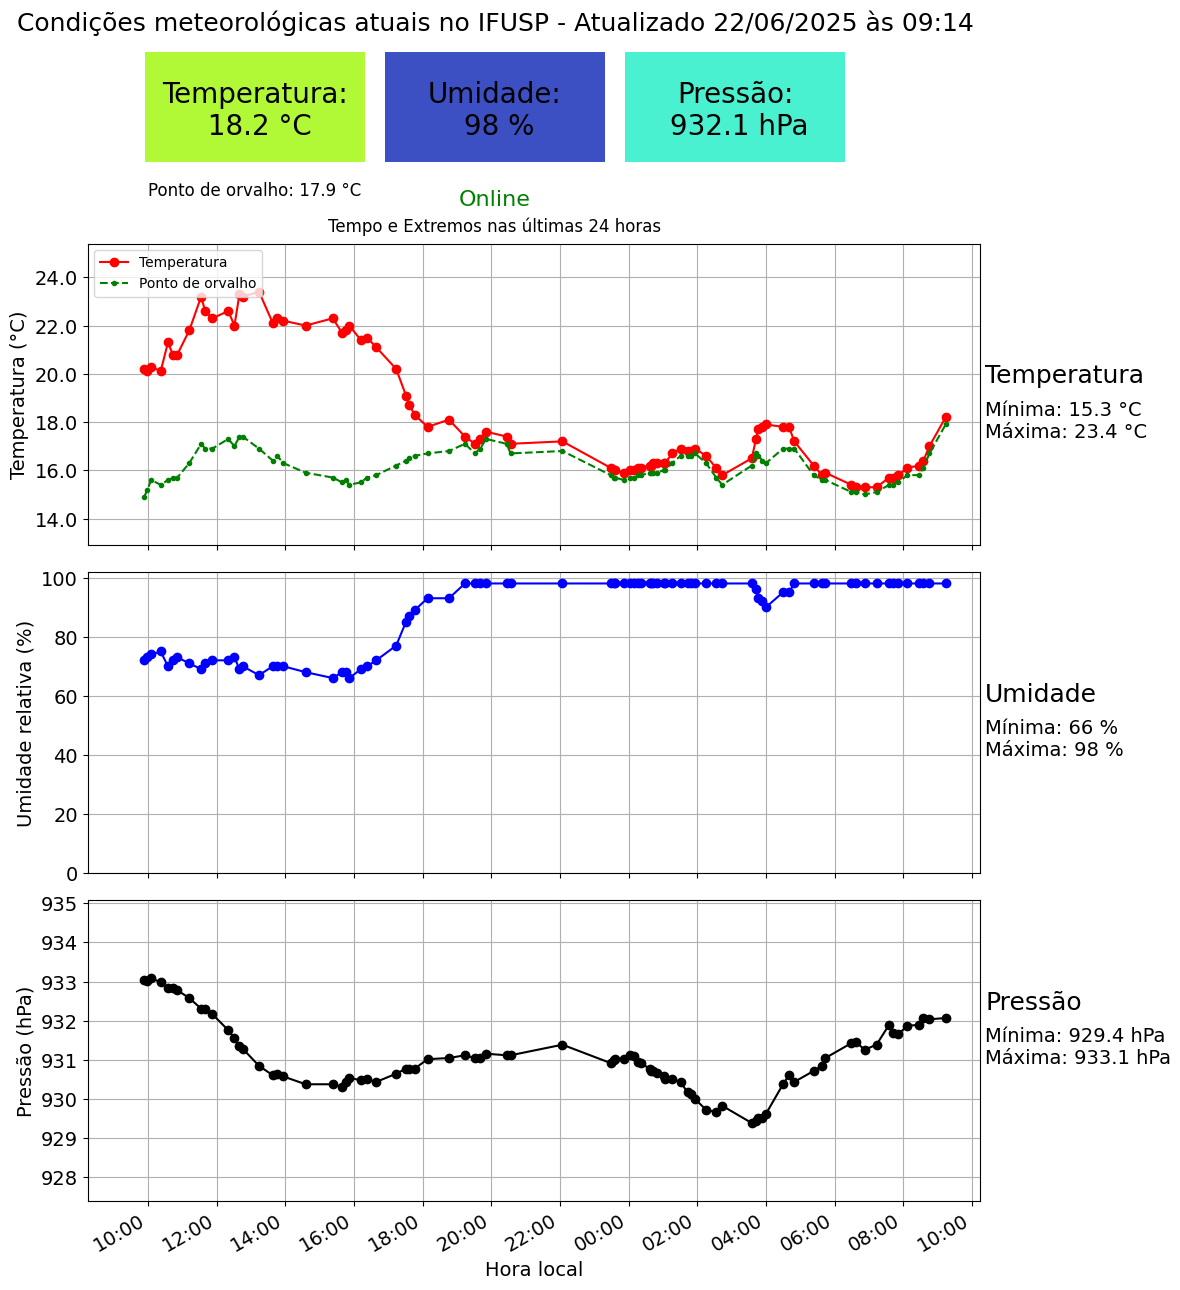 Condições meteorológicas atuais no IFUSP - Atualizado 22/06/2025 às 09:14
Temperatura:
18.2 °C
Umidade:
98 %
Pressão:
932.1 hPa
Ponto de orvalho: 17.9 °C
Online
Tempo e Extremos nas últimas 24 horas
Temperatura
Ponto de orvalho
Temperatura (°C)
24.0
22.0
20.0
18.0
16.0
14.0
Temperatura
Mínima: 15.3 °C
Máxima: 23.4 °C
Umidade relativa (%)
100
80
60
40
20
0
Umidade
Mínima: 66 %
Máxima: 98 %
Pressão (hPa)
935
934
933
932
931
930
929
928
Pressão
Mínima: 929.4 hPa
Máxima: 933.1 hPa
10:00 12:00 14:00 16:00 18:00 20:00 22:00 00:00 02:00 04:00 06:00 08:00 10:00
Hora local